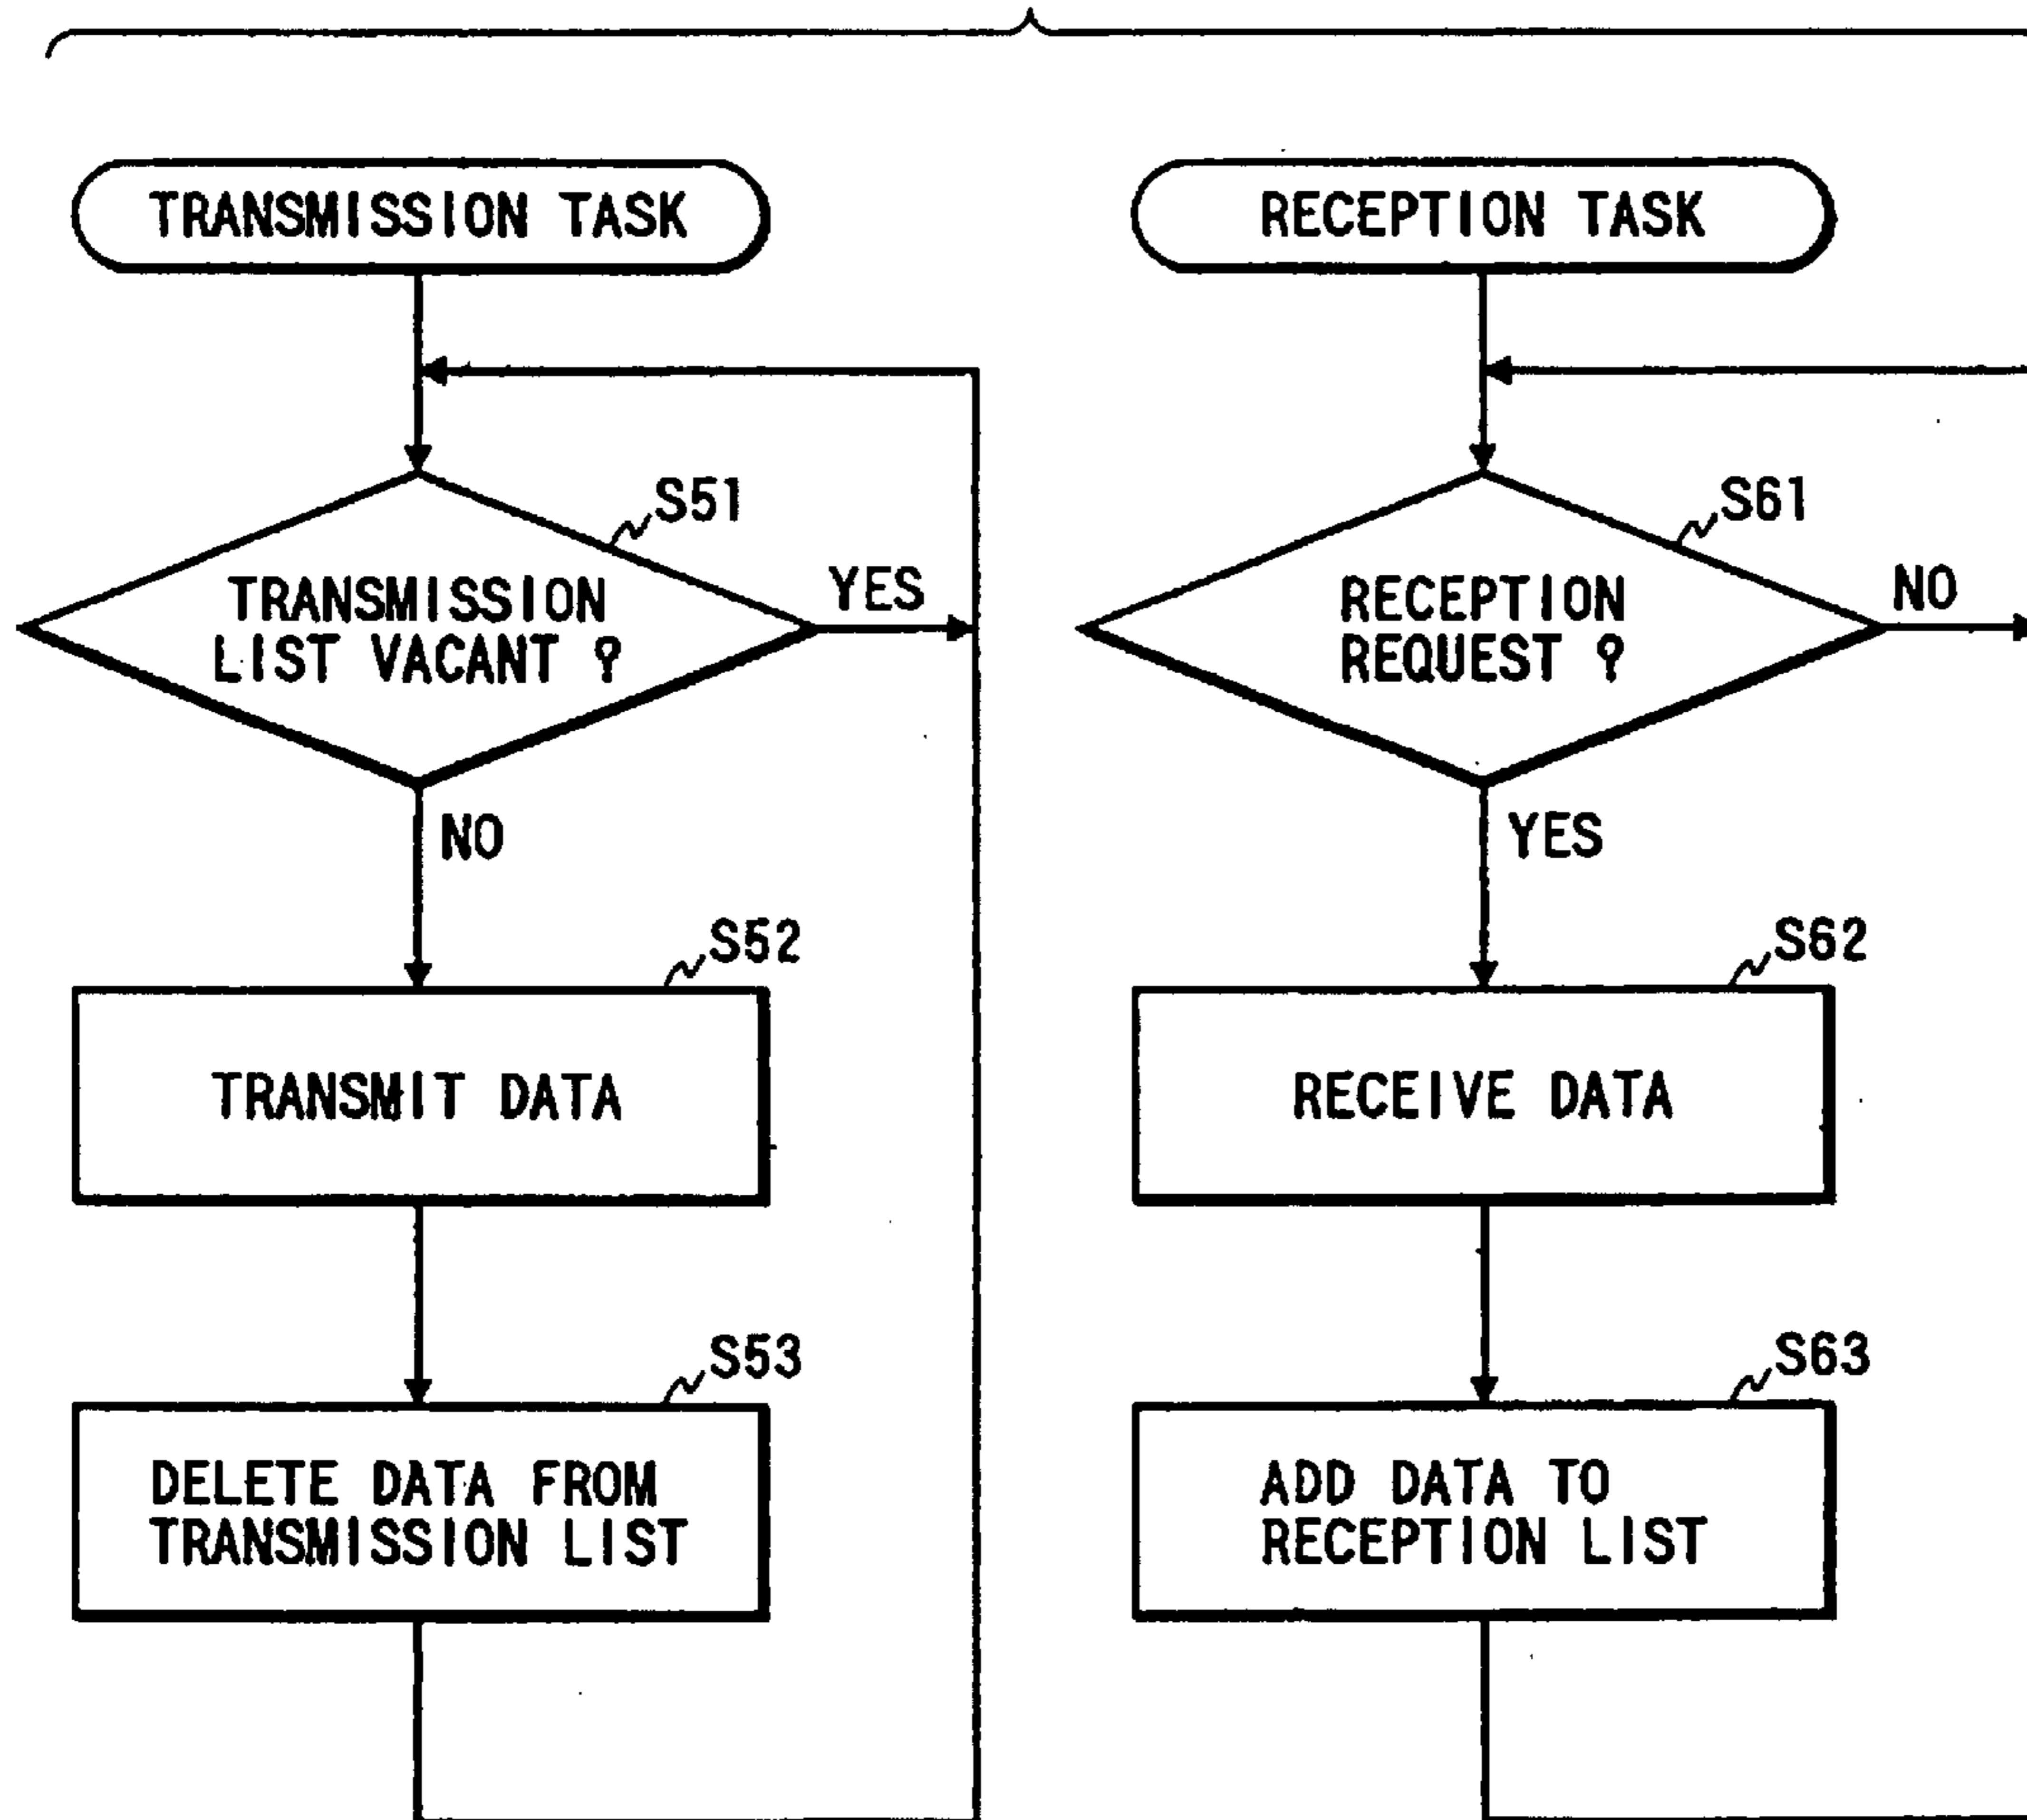 TRANSMISSION TASK
S51
TRANSMISSION
LIST VACANT ?
YES
NO
S52
TRANSMIT DATA
S53
DELETE DATA FROM
TRANSMISSION LIST
RECEPTION TASK
S61
RECEPTION
REQUEST ?
NO
YES
S62
RECEIVE DATA
S63
ADD DATA TO
RECEPTION LIST